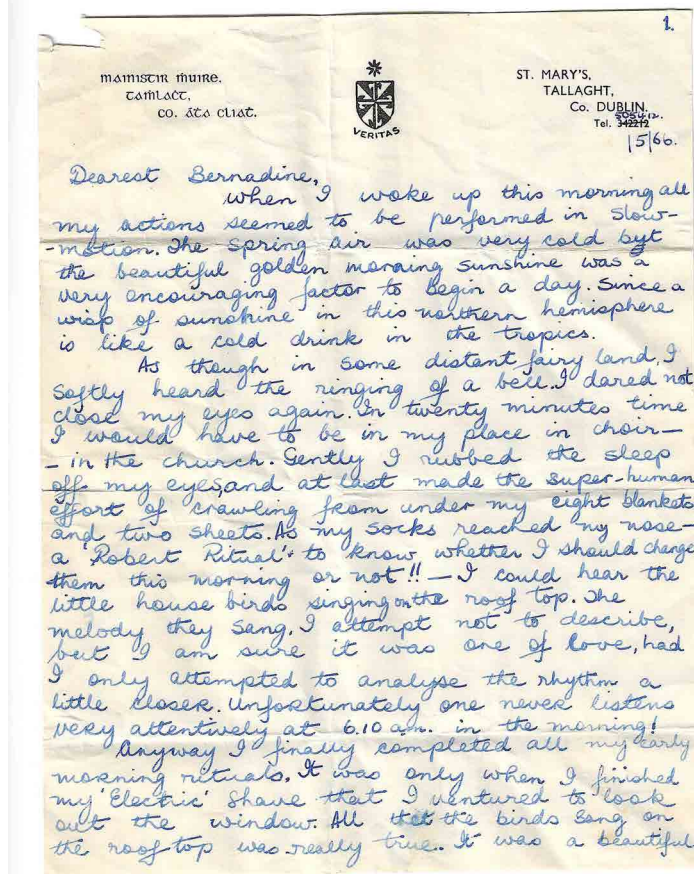 1.
mainistir muire,
tamlact,
co. áta cliat.
VERITAS
ST. MARY'S,
TALLAGHT,
Co. DUBLIN.
505412.
Tel. 342212
1/5/66.
Dearest Bernadine,
When I woke up this morning all
my actions seemed to be performed in slow-
-motion. The Spring air was very cold but
the beautiful golden morning sunshine was a
very encouraging factor to begin a day. Since a
wisp of sunshine in this northern hemisphere
is like a cold drink in the tropics.
As though in some distant fairy land, I
softly heard the ringing of a bell. I dared not
close my eyes again. In twenty minutes time
I would have to be in my place in choir-
- in the church. Gently I rubbed the sleep
off my eyes, and at last made the super-human
effort of crawling from under my eight blankets
and two sheets. As my socks reached my nose-
a 'Robert Ritual' to know whether I should change
them this morning or not!! - I could hear the
little house birds singing on the roof top. The
melody they sang, I attempt not to describe,
but I am sure it was one of love, had
I only attempted to analyse the rhythm a
little closer. Unfortunately one never listens
very attentively at 6.10 a.m. in the morning!
Anyway I finally completed all my early
morning rituals. It was only when I finished
my 'Electric' Shave that I ventured to look
out the window. All that the birds sang on
the roof top was really true. It was a beautiful